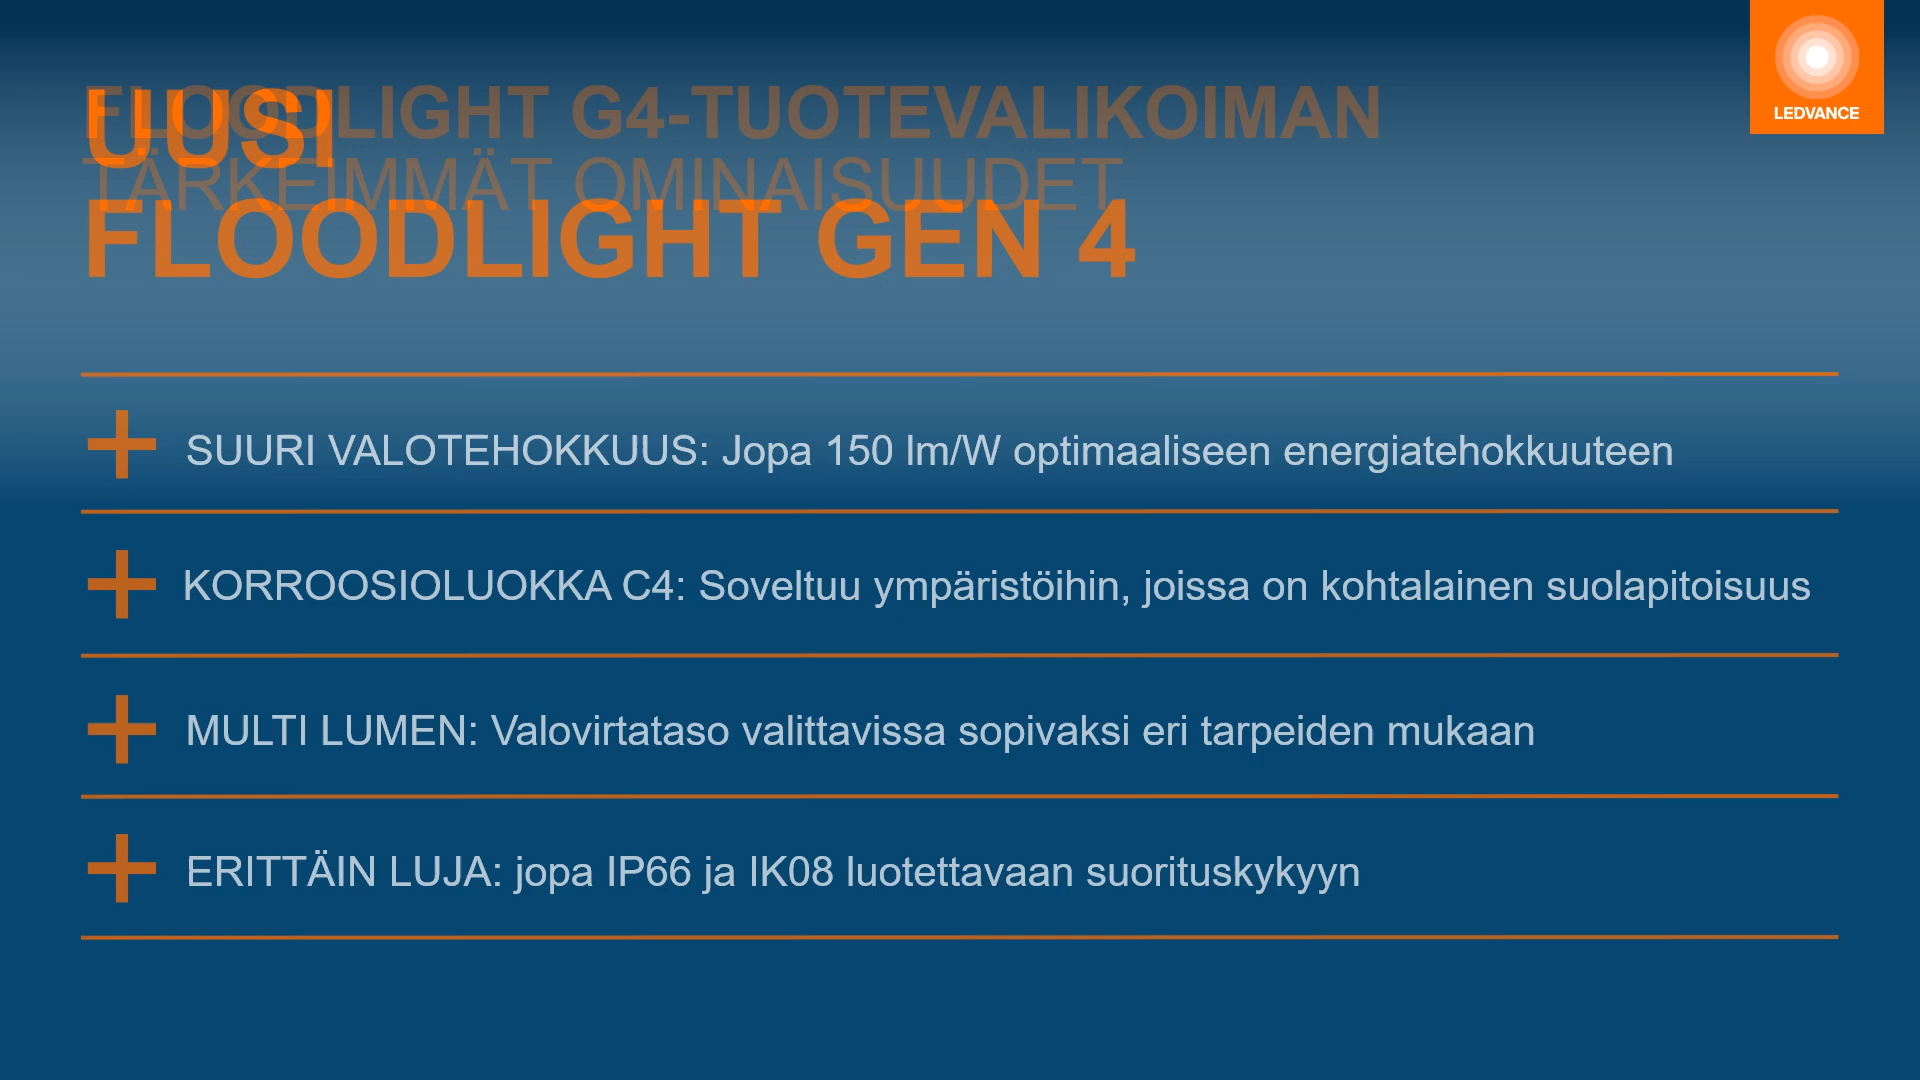 LEDVANCE
FLOODLIGHT G4-TUOTEVALIKOIMAN
TÄRKEIMMÄT OMINAISUUDET
UUSI
FLOODLIGHT GEN 4
SUURI VALOTEHOKKUUS: Jopa 150 lm/W optimaaliseen energiatehokkuuteen
KORROOSIOLUOKKA C4: Soveltuu ympäristöihin, joissa on kohtalainen suolapitoisuus
MULTI LUMEN: Valovirtataso valittavissa sopivaksi eri tarpeiden mukaan
ERITTÄIN LUJA: jopa IP66 ja IK08 luotettavaan suorituskykyyn